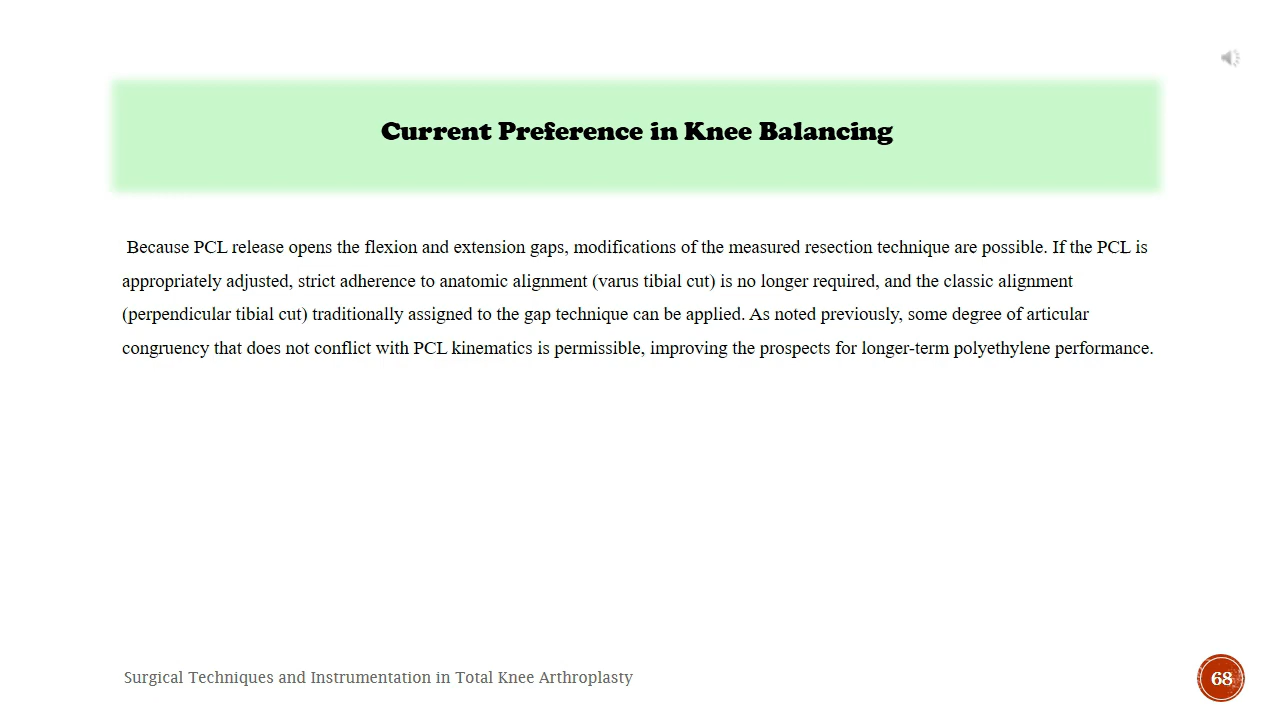 Current Preference in Knee Balancing
Because PCL release opens the flexion and extension gaps, modifications of the measured resection technique are possible. If the PCL is
appropriately adjusted, strict adherence to anatomic alignment (varus tibial cut) is no longer required, and the classic alignment
(perpendicular tibial cut) traditionally assigned to the gap technique can be applied. As noted previously, some degree of articular
congruency that does not conflict with PCL kinematics is permissible, improving the prospects for longer-term polyethylene performance.
Surgical Techniques and Instrumentation in Total Knee Arthroplasty
68